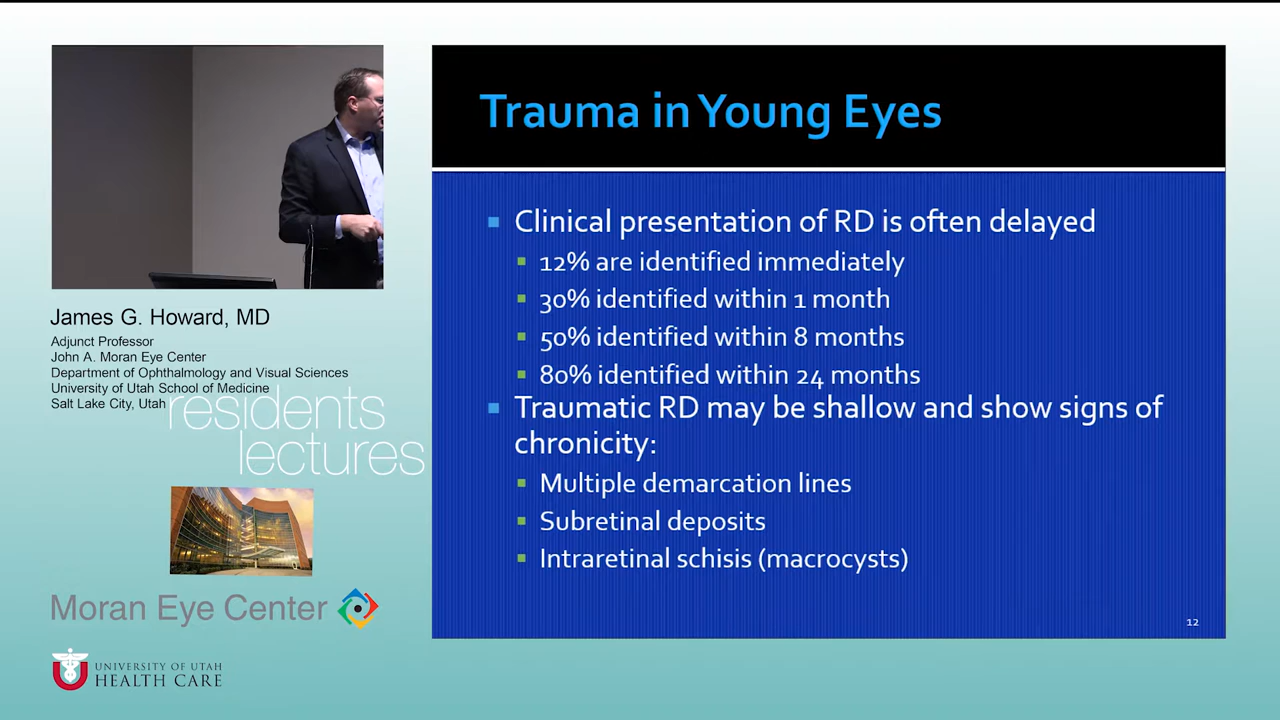 Trauma in Young Eyes
Clinical presentation of RD is often delayed
12% are identified immediately
30% identified within 1 month
50% identified within 8 months
80% identified within 24 months
Traumatic RD may be shallow and show signs of
chronicity:
Multiple demarcation lines
Subretinal deposits
Intraretinal schisis (macrocysts)
12
James G. Howard, MD
Adjunct Professor
John A. Moran Eye Center
Department of Ophthalmology and Visual Sciences
University of Utah School of Medicine
Salt Lake City, Utah
residents
lectures
Moran Eye Center
UNIVERSITY OF UTAH
HEALTH CARE